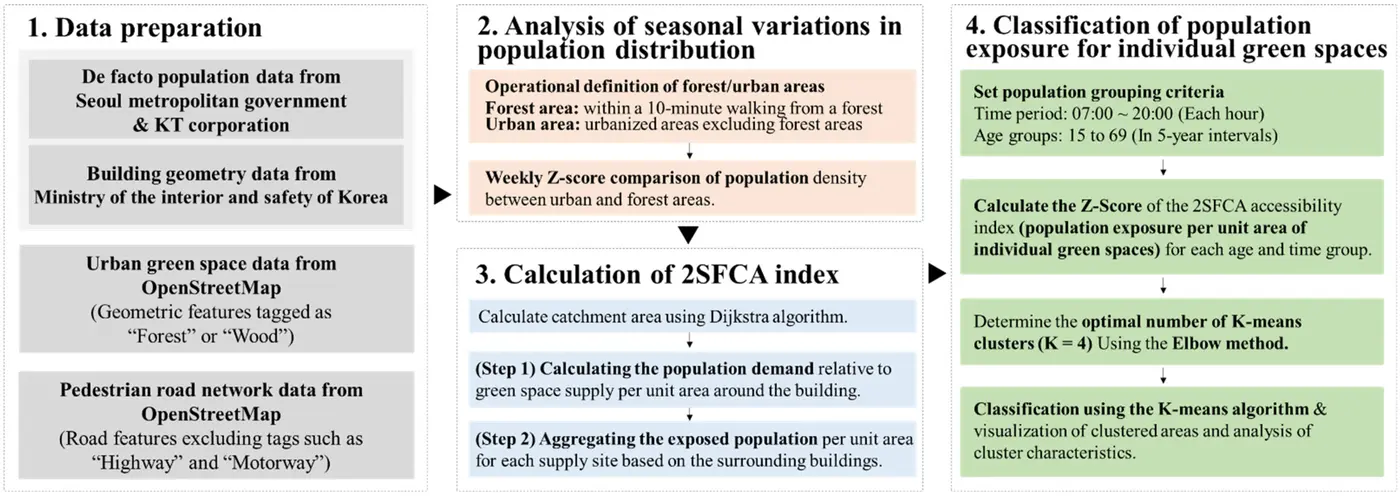 1. Data preparation
De facto population data from
Seoul metropolitan government
& KT corporation
Building geometry data from
Ministry of the interior and safety of Korea
Urban green space data from
OpenStreetMap
(Geometric features tagged as
“Forest” or “Wood”)
Pedestrian road network data from
OpenStreetMap
(Road features excluding tags such as
“Highway” and “Motorway”)
2. Analysis of seasonal variations in
population distribution
Operational definition of forest/urban areas
Forest area: within a 10-minute walking from a forest
Urban area: urbanized areas excluding forest areas
Weekly Z-score comparison of population density
between urban and forest areas.
3. Calculation of 2SFCA index
Calculate catchment area using Dijkstra algorithm.
(Step 1) Calculating the population demand relative to
green space supply per unit area around the building.
(Step 2) Aggregating the exposed population per unit area
for each supply site based on the surrounding buildings.
4. Classification of population
exposure for individual green spaces
Set population grouping criteria
Time period: 07:00 ~ 20:00 (Each hour)
Age groups: 15 to 69 (In 5-year intervals)
Calculate the Z-Score of the 2SFCA accessibility
index (population exposure per unit area of
individual green spaces) for each age and time group.
Determine the optimal number of K-means
clusters (K = 4) Using the Elbow method.
Classification using the K-means algorithm &
visualization of clustered areas and analysis of
cluster characteristics.